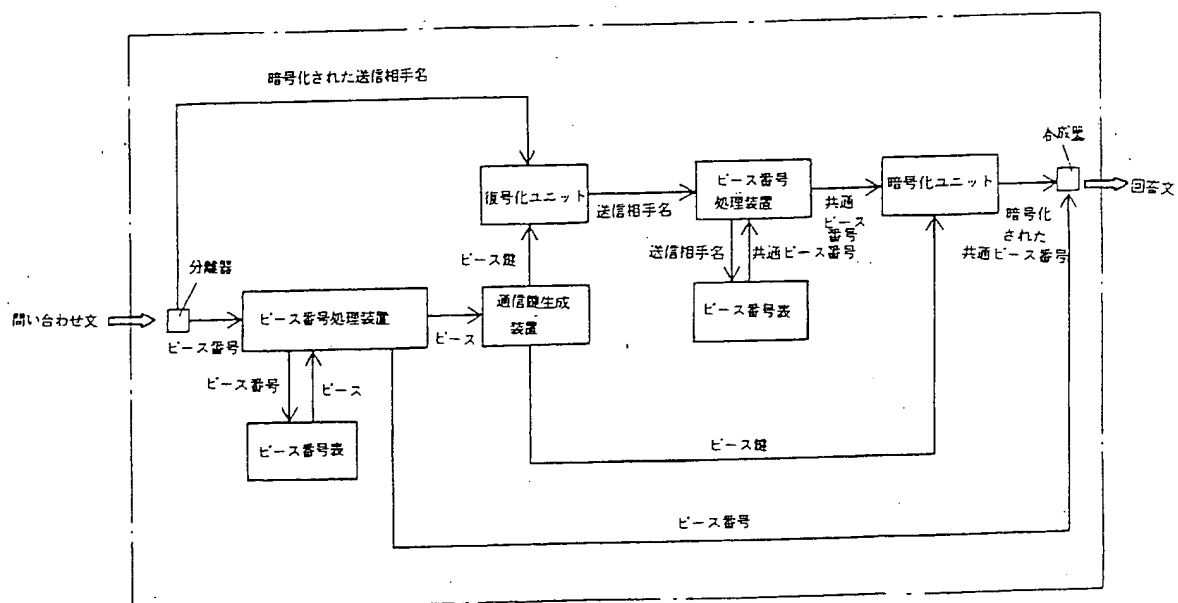 暗号化された送信相手名
合成器
復号化ユニット
ピース番号
処理装置
暗号化ユニット
回答文
送信相手名
共通
ピース
番号
暗号化
された
共通ピース番号
送信相手名
共通ピース番号
ピース鍵
分離器
問い合わせ文
ピース番号処理装置
通信鍵生成
装置
ピース番号表
ピース番号
ピース
ピース番号
ピース
ピース番号表
ピース鍵
ピース番号